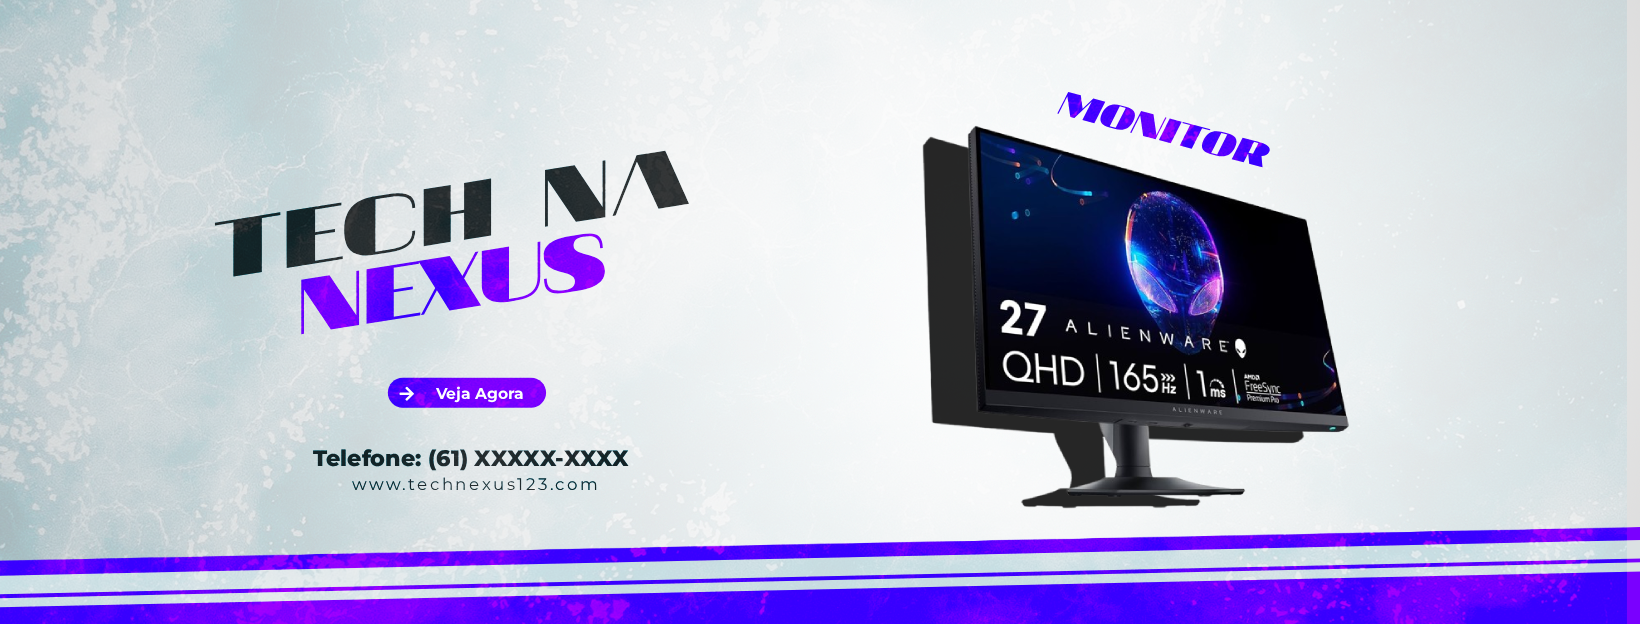 TECH NA
NEXUS
Veja Agora
Telefone: (61) XXXXX-XXXX
www.technexus123.com
MONITOR
27 ALIENWARE
QHD | 165 Hz | 1 ms | AMD FreeSync Premium Pro
ALIENWARE